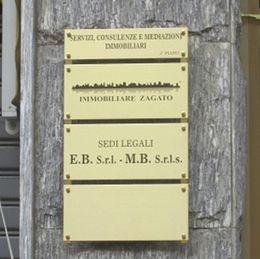 SERVIZI, CONSULENZE E MEDIAZIONI
IMMOBILIARI
2° PIANO
IMMOBILIARE ZAGATO
SEDI LEGALI
E.B. S.r.l. - M.B. S.r.l.s.